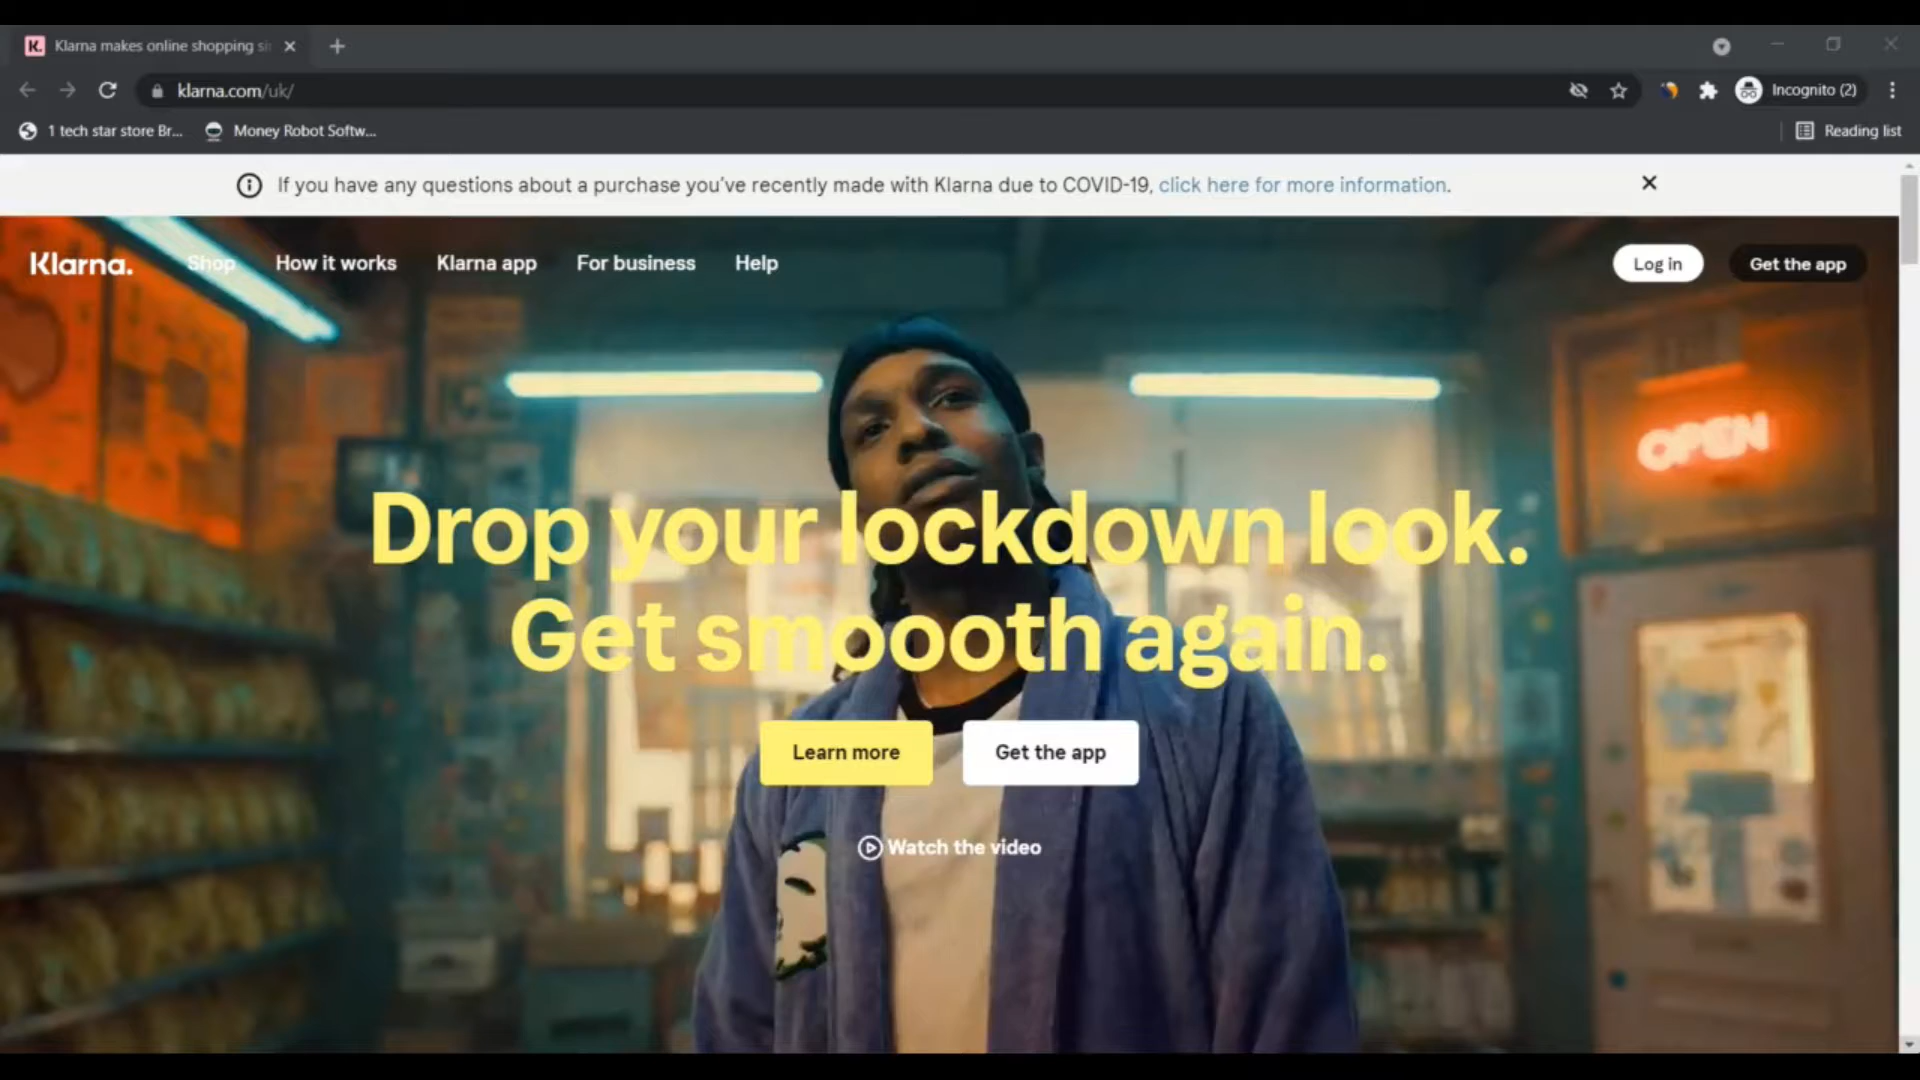 K. Klarna makes online shopping si
klarna.com/uk/
Incognito (2)
1 tech star store Br...
Money Robot Softw...
Reading list
If you have any questions about a purchase you've recently made with Klarna due to COVID-19, click here for more information.
Klarna.
Shop
How it works
Klarna app
For business
Help
Log in
Get the app
OPEN
Drop your lockdown look.
Get smoooth again.
Learn more
Get the app
Watch the video